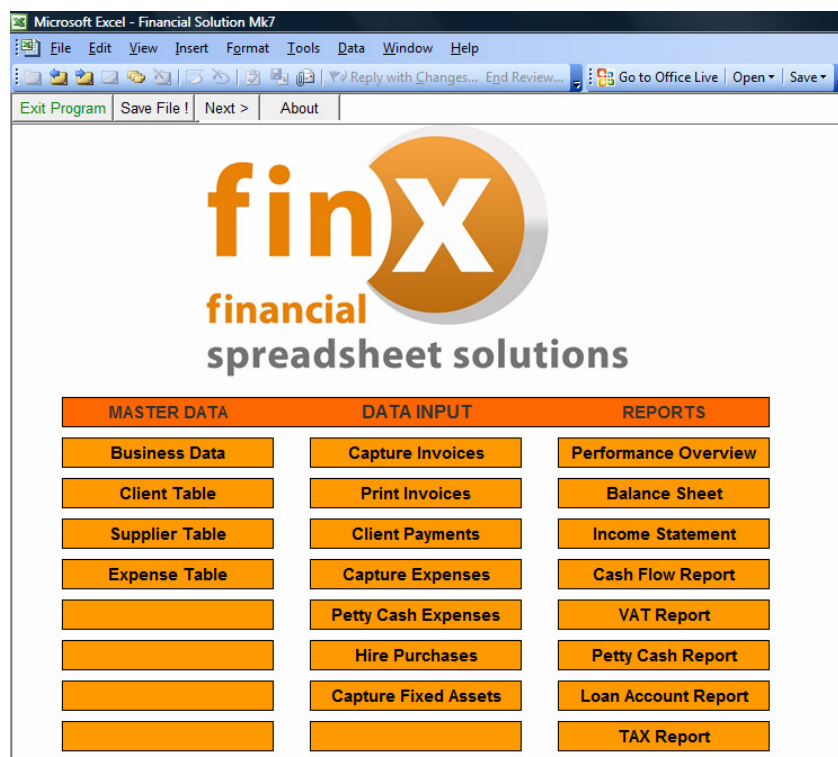 Microsoft Excel - Financial Solution Mk7
File Edit View Insert Format Tools Data Window Help
Reply with Changes... End Review... Go to Office Live Open Save
Exit Program Save File ! Next > About
finX
financial
spreadsheet solutions
MASTER DATA DATA INPUT REPORTS
Business Data Capture Invoices Performance Overview
Client Table Print Invoices Balance Sheet
Supplier Table Client Payments Income Statement
Expense Table Capture Expenses Cash Flow Report
Petty Cash Expenses VAT Report
Hire Purchases Petty Cash Report
Capture Fixed Assets Loan Account Report
TAX Report